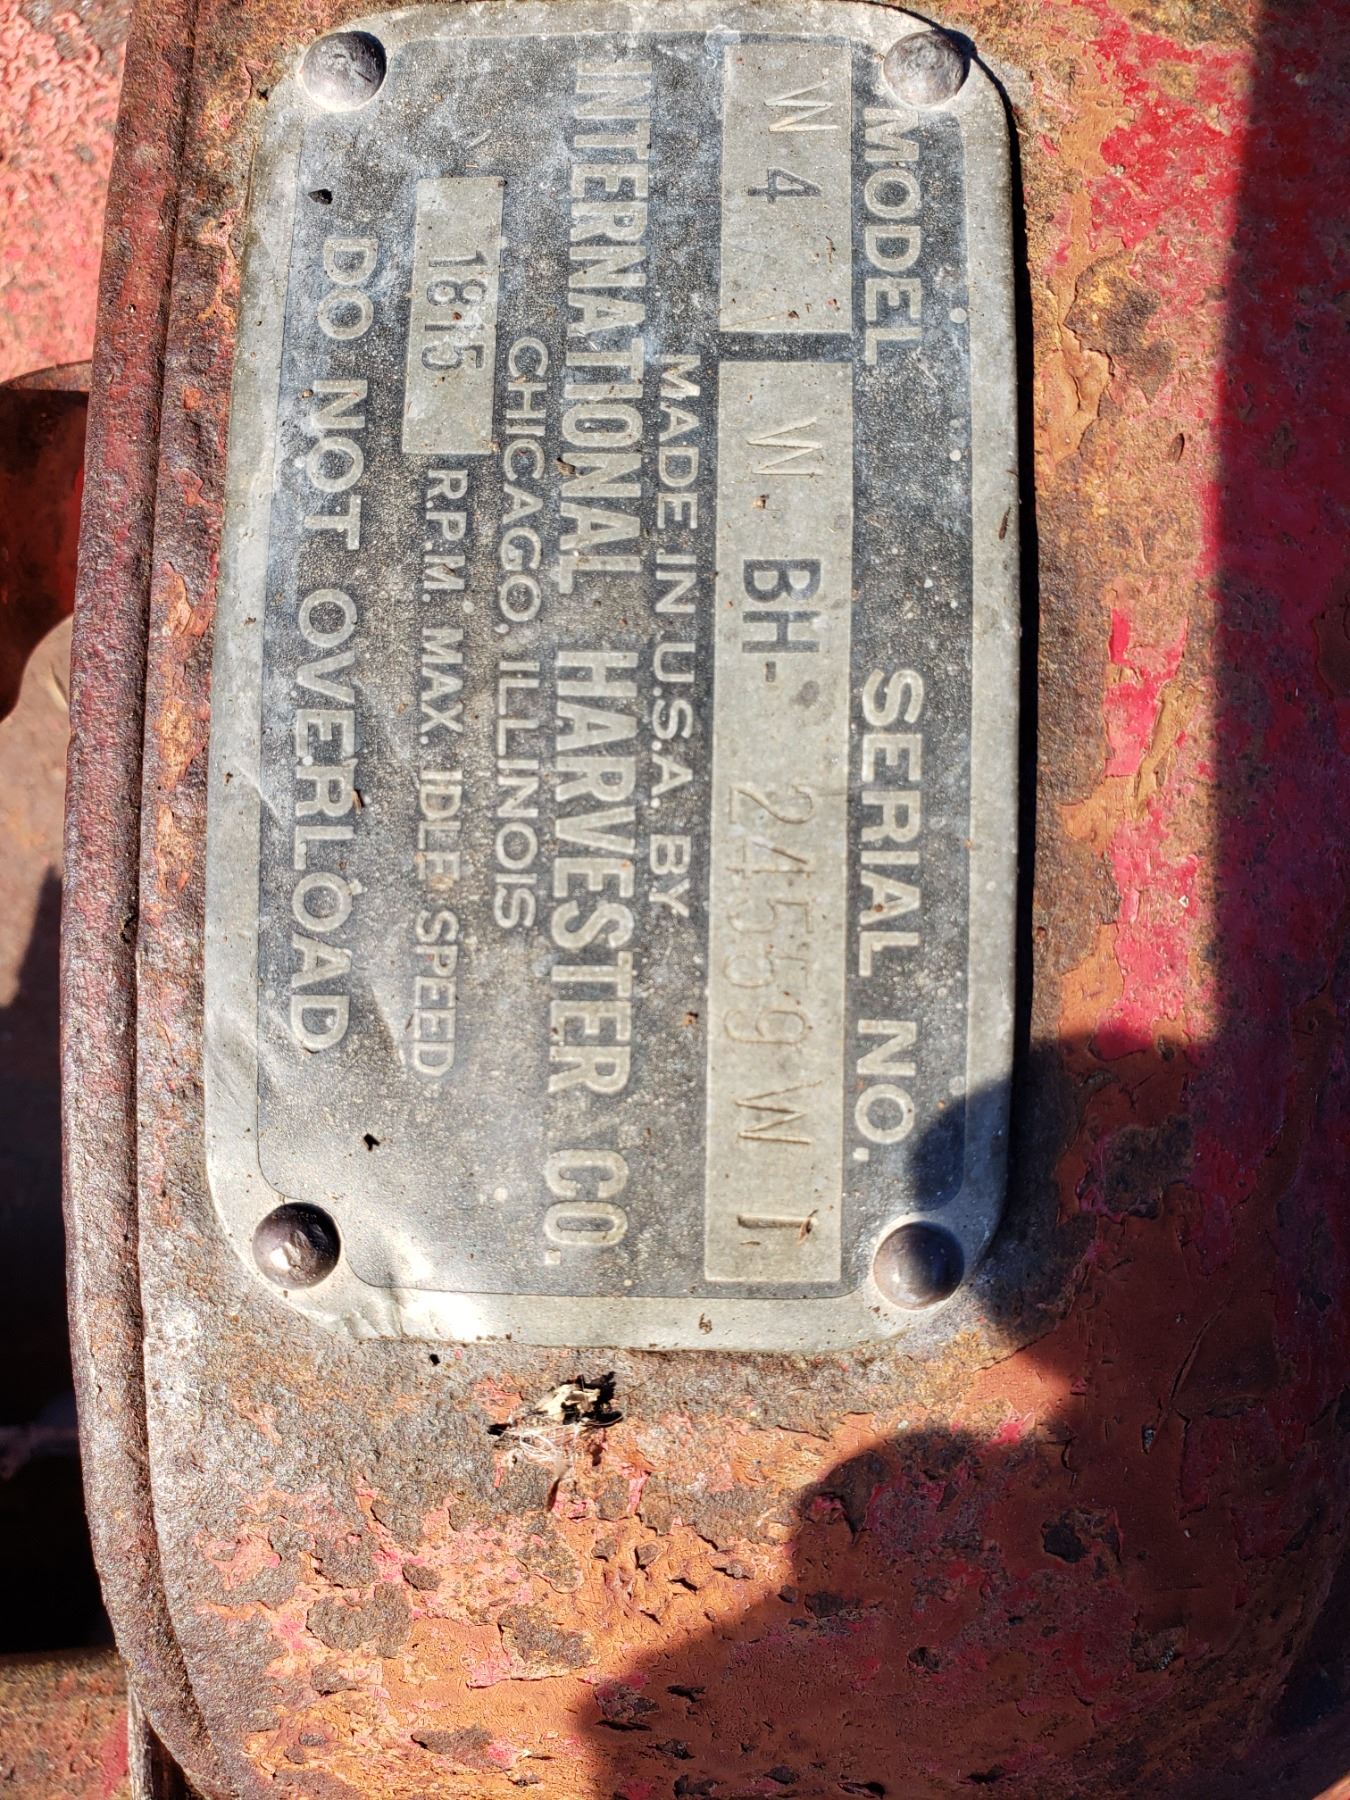 MODEL SERIAL NO.
W 4 W BH- 24559 W 1
MADE IN U.S.A. BY
INTERNATIONAL HARVESTER CO.
CHICAGO, ILLINOIS
1815 R.P.M. MAX. IDLE SPEED
DO NOT OVERLOAD